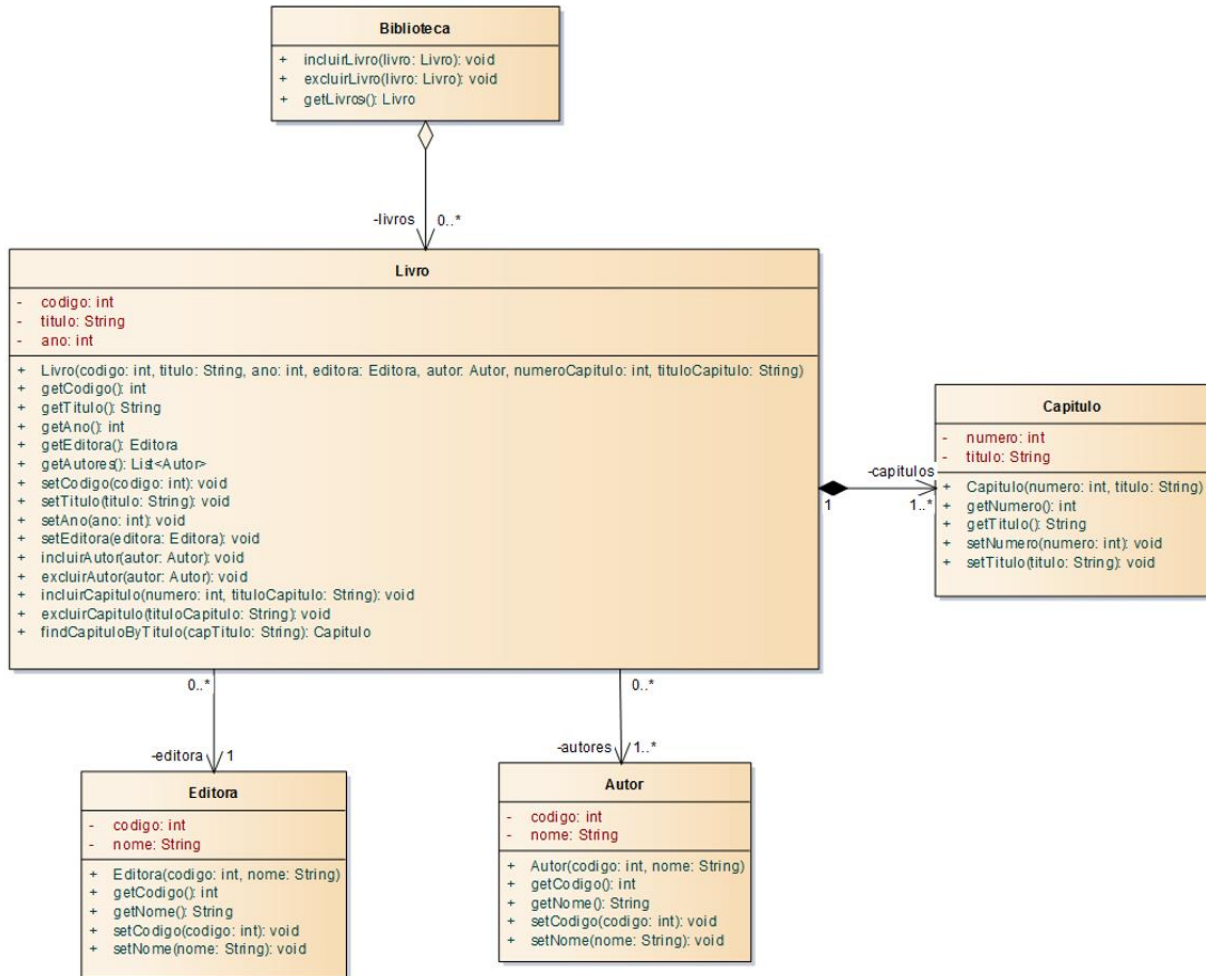 Biblioteca
+ incluirLivro(livro: Livro): void
+ excluirLivro(livro: Livro): void
+ getLivros(): Livro
-livros 0..*
Livro
- codigo: int
- titulo: String
- ano: int
+ Livro(codigo: int, titulo: String, ano: int, editora: Editora, autor: Autor, numeroCapitulo: int, tituloCapitulo: String)
+ getCodigo(): int
+ getTitulo(): String
+ getAno(): int
+ getEditora(): Editora
+ getAutores(): List<Autor>
+ setCodigo(codigo: int): void
+ setTitulo(titulo: String): void
+ setAno(ano: int): void
+ setEditora(editora: Editora): void
+ incluirAutor(autor: Autor): void
+ excluirAutor(autor: Autor): void
+ incluirCapitulo(numero: int, tituloCapitulo: String): void
+ excluirCapitulo(tituloCapitulo: String): void
+ findCapituloByTitulo(capTitulo: String): Capitulo
-capitulos
1 1..*
Capitulo
- numero: int
- titulo: String
+ Capitulo(numero: int, titulo: String)
+ getNumero(): int
+ getTitulo(): String
+ setNumero(numero: int): void
+ setTitulo(titulo: String): void
0..*
-editora 1
Editora
- codigo: int
- nome: String
+ Editora(codigo: int, nome: String)
+ getCodigo(): int
+ getNome(): String
+ setCodigo(codigo: int): void
+ setNome(nome: String): void
0..*
-autores 1..*
Autor
- codigo: int
- nome: String
+ Autor(codigo: int, nome: String)
+ getCodigo(): int
+ getNome(): String
+ setCodigo(codigo: int): void
+ setNome(nome: String): void